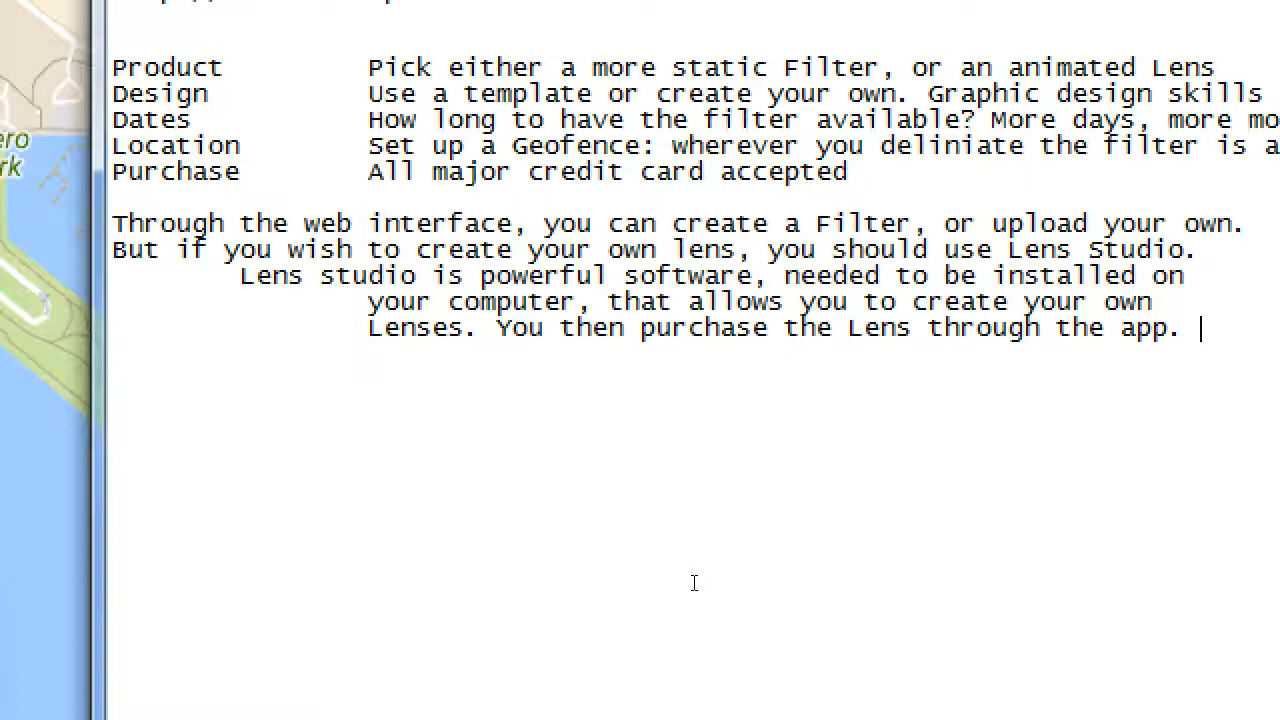 Product Pick either a more static Filter, or an animated Lens
Design Use a template or create your own. Graphic design skills
Dates How long to have the filter available? More days, more mo
Location Set up a Geofence: wherever you deliniate the filter is a
Purchase All major credit card accepted
Through the web interface, you can create a Filter, or upload your own.
But if you wish to create your own lens, you should use Lens Studio.
Lens studio is powerful software, needed to be installed on
your computer, that allows you to create your own
Lenses. You then purchase the Lens through the app.
ero
rk